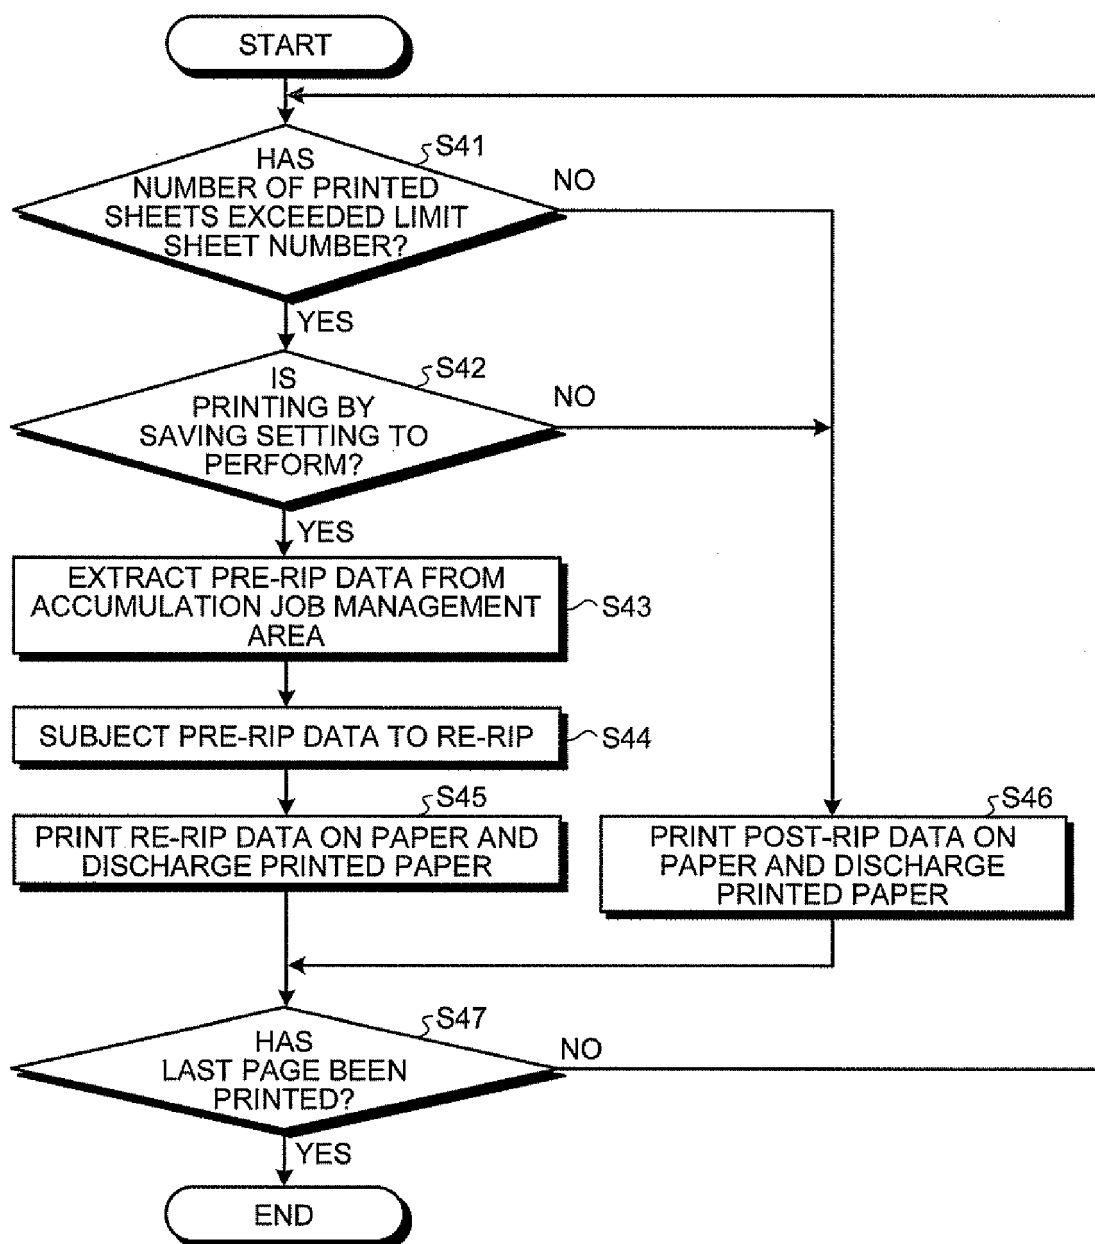 START
S41
HAS
NUMBER OF PRINTED
SHEETS EXCEEDED LIMIT
SHEET NUMBER?
NO
YES
S42
IS
PRINTING BY
SAVING SETTING TO
PERFORM?
NO
YES
EXTRACT PRE-RIP DATA FROM
ACCUMULATION JOB MANAGEMENT
AREA
S43
SUBJECT PRE-RIP DATA TO RE-RIP
S44
S45
PRINT RE-RIP DATA ON PAPER AND
DISCHARGE PRINTED PAPER
S46
PRINT POST-RIP DATA ON
PAPER AND DISCHARGE
PRINTED PAPER
S47
HAS
LAST PAGE BEEN
PRINTED?
NO
YES
END